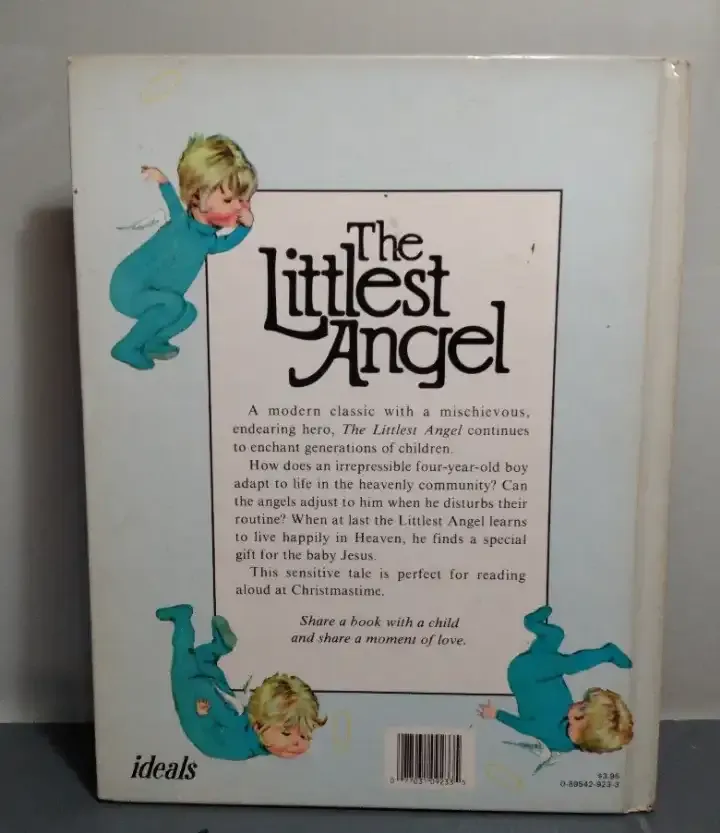 The
Littlest
Angel
A modern classic with a mischievous,
endearing hero, The Littlest Angel continues
to enchant generations of children.
How does an irrepressible four-year-old boy
adapt to life in the heavenly community? Can
the angels adjust to him when he disturbs their
routine? When at last the Littlest Angel learns
to live happily in Heaven, he finds a special
gift for the baby Jesus.
This sensitive tale is perfect for reading
aloud at Christmastime.
Share a book with a child
and share a moment of love.
ideals
$3.95
0-89542-923-3